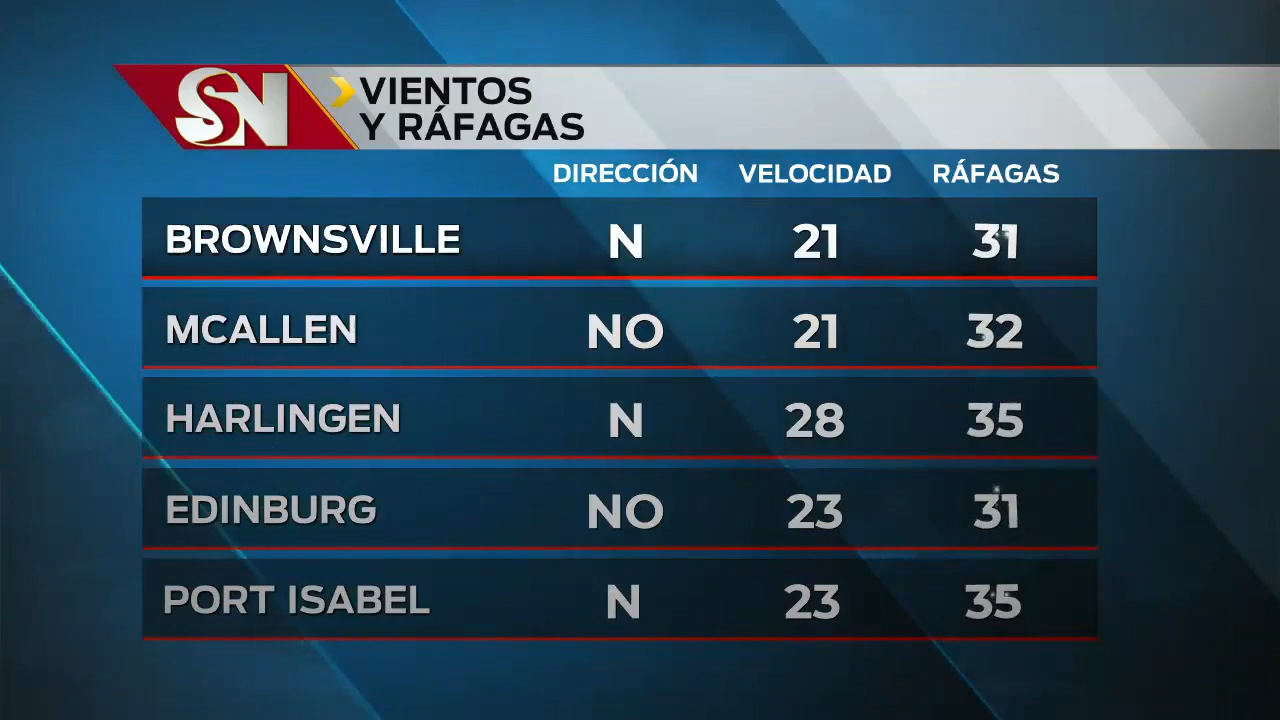 SN
VIENTOS
Y RÁFAGAS
DIRECCIÓN VELOCIDAD RÁFAGAS
BROWNSVILLE N 21 31
MCALLEN NO 21 32
HARLINGEN N 28 35
EDINBURG NO 23 31
PORT ISABEL N 23 35